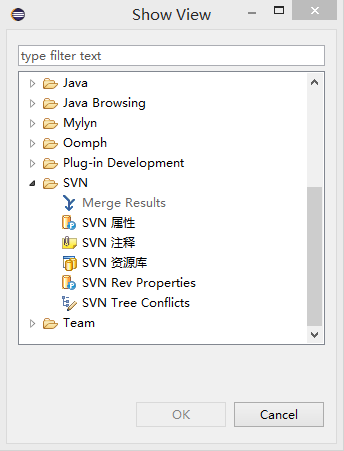 Show View
type filter text
Java
Java Browsing
Mylyn
Oomph
Plug-in Development
SVN
Merge Results
SVN 属性
SVN 注释
SVN 资源库
SVN Rev Properties
SVN Tree Conflicts
Team
OK
Cancel